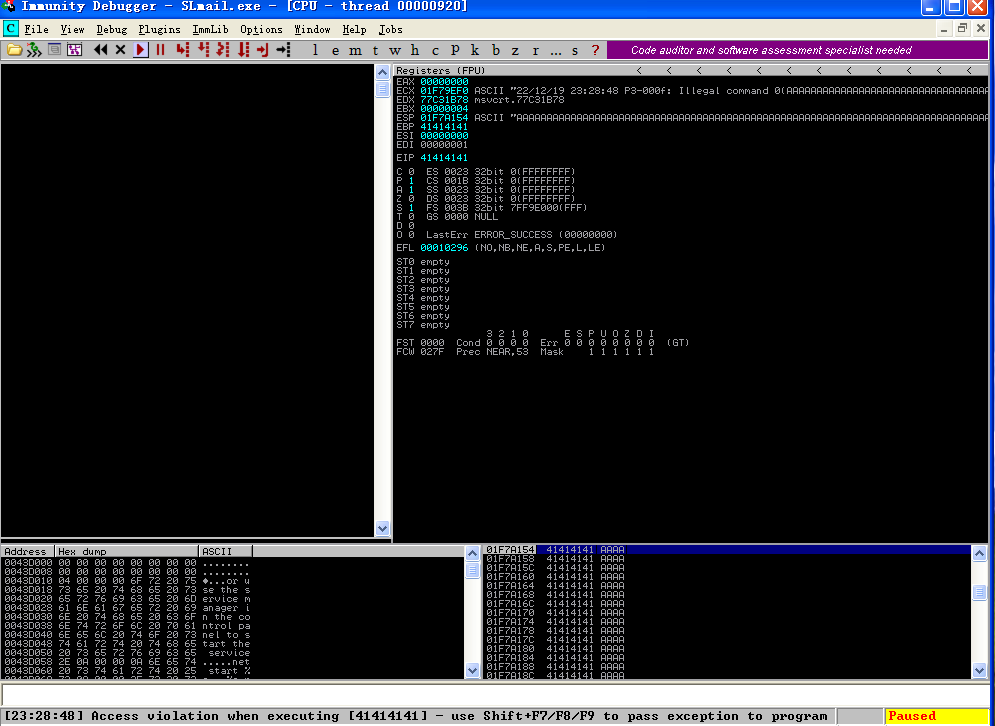 Immunity Debugger - SLmail.exe - [CPU - thread 00000920]
C File View Debug Plugins ImmLib Options Window Help Jobs
l e m t w h c P k b z r ... s ? Code auditor and software assessment specialist needed
Registers (FPU) < < < < < < < < < < < <
EAX 00000000
ECX 01F79EF0 ASCII "22/12/19 23:28:48 P3-000f: Illegal command 0(AAAAAAAAAAAAAAAAAAAAAAAAAAAAAAAAAA
EDX 77C31B78 msvcrt.77C31B78
EBX 00000004
ESP 01F7A154 ASCII "AAAAAAAAAAAAAAAAAAAAAAAAAAAAAAAAAAAAAAAAAAAAAAAAAAAAAAAAAAAAAAAAAAAAAAAAAAAAAAA
EBP 41414141
ESI 00000000
EDI 00000001
EIP 41414141
C 0 ES 0023 32bit 0(FFFFFFFF)
P 1 CS 001B 32bit 0(FFFFFFFF)
A 1 SS 0023 32bit 0(FFFFFFFF)
Z 0 DS 0023 32bit 0(FFFFFFFF)
S 1 FS 003B 32bit 7FF9E000(FFF)
T 0 GS 0000 NULL
D 0
O 0 LastErr ERROR_SUCCESS (00000000)
EFL 00010296 (NO,NB,NE,A,S,PE,L,LE)
ST0 empty
ST1 empty
ST2 empty
ST3 empty
ST4 empty
ST5 empty
ST6 empty
ST7 empty
3 2 1 0 E S P U O Z D I
FST 0000 Cond 0 0 0 0 Err 0 0 0 0 0 0 0 0 (GT)
FCW 027F Prec NEAR,53 Mask 1 1 1 1 1 1
Address Hex dump ASCII
0043D000 00 00 00 00 00 00 00 00 ........
0043D008 00 00 00 00 00 00 00 00 ........
0043D010 04 00 00 00 6F 72 20 75 ♦...or u
0043D018 73 65 20 74 68 65 20 73 se the s
0043D020 65 72 76 69 63 65 20 6D ervice m
0043D028 61 6E 61 67 65 72 20 69 anager i
0043D030 6E 20 74 68 65 20 63 6F n the co
0043D038 6E 74 72 6F 6C 20 70 61 ntrol pa
0043D040 6E 65 6C 20 74 6F 20 73 nel to s
0043D048 74 61 72 74 20 74 68 65 tart the
0043D050 20 73 65 72 76 69 63 65 service
0043D058 2E 0A 00 00 0A 6E 65 74 .....net
0043D060 20 73 74 61 72 74 20 25 start %
01F7A154 41414141 AAAA
01F7A158 41414141 AAAA
01F7A15C 41414141 AAAA
01F7A160 41414141 AAAA
01F7A164 41414141 AAAA
01F7A168 41414141 AAAA
01F7A16C 41414141 AAAA
01F7A170 41414141 AAAA
01F7A174 41414141 AAAA
01F7A178 41414141 AAAA
01F7A17C 41414141 AAAA
01F7A180 41414141 AAAA
01F7A184 41414141 AAAA
01F7A188 41414141 AAAA
01F7A18C 41414141 AAAA
[23:28:48] Access violation when executing [41414141] - use Shift+F7/F8/F9 to pass exception to program Paused